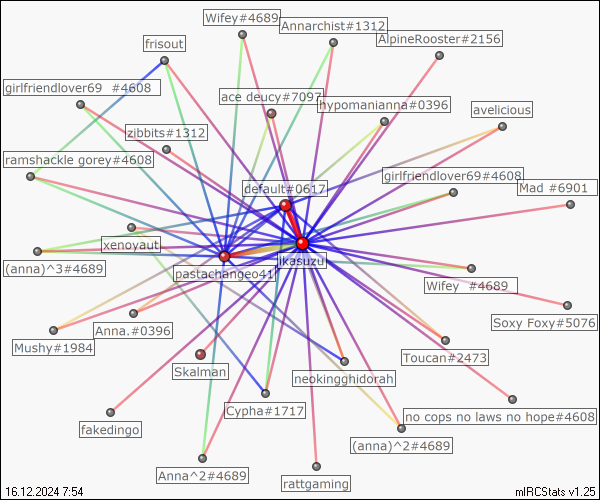 Wifey#4689
Annarchist#1312
AlpineRooster#2156
frisout
girlfriendlover69 #4608
ace deucy#7097
hypomanianna#0396
avelicious
zjbbits#1312
ramshackle gorey#4608
default#0617
girlfriendlover69#4608
Mad #6901
xenoyaut
(anna)^3#4689
pastachangeo41
ikasuzu
Wifey #4689
Soxy Foxy#5076
Anna.#0396
Mushy#1984
Toucan#2473
Skalman
neokingghidorah
Cypha#1717
no cops no laws no hope#4608
fakedingo
(anna)^2#4689
Anna^2#4689
rattgaming
16.12.2024 7:54
mIRCStats v1.25